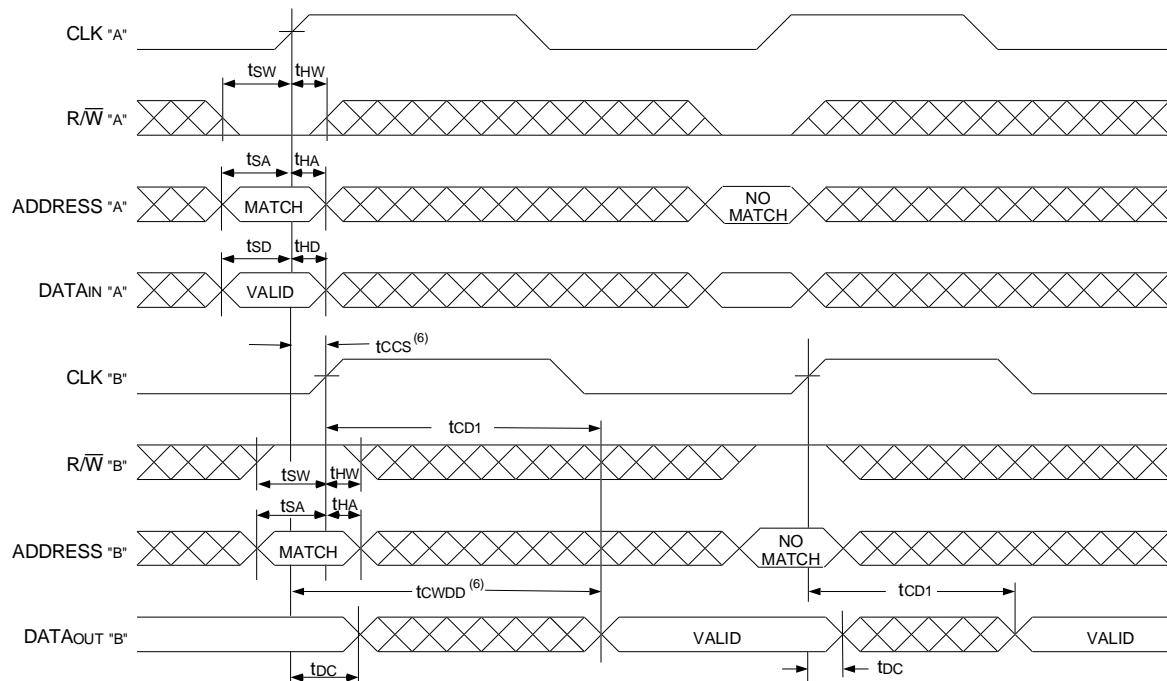 CLK "A"
tSW tHW
R/W̅ "A"
tSA tHA
ADDRESS "A" MATCH NO MATCH
tSD tHD
DATAIN "A" VALID
tCCS(6)
CLK "B"
tCD1
R/W̅ "B"
tSW tHW
tSA tHA
ADDRESS "B" MATCH NO MATCH
tCWDD(6) tCD1
DATAOUT "B" VALID VALID
tDC tDC